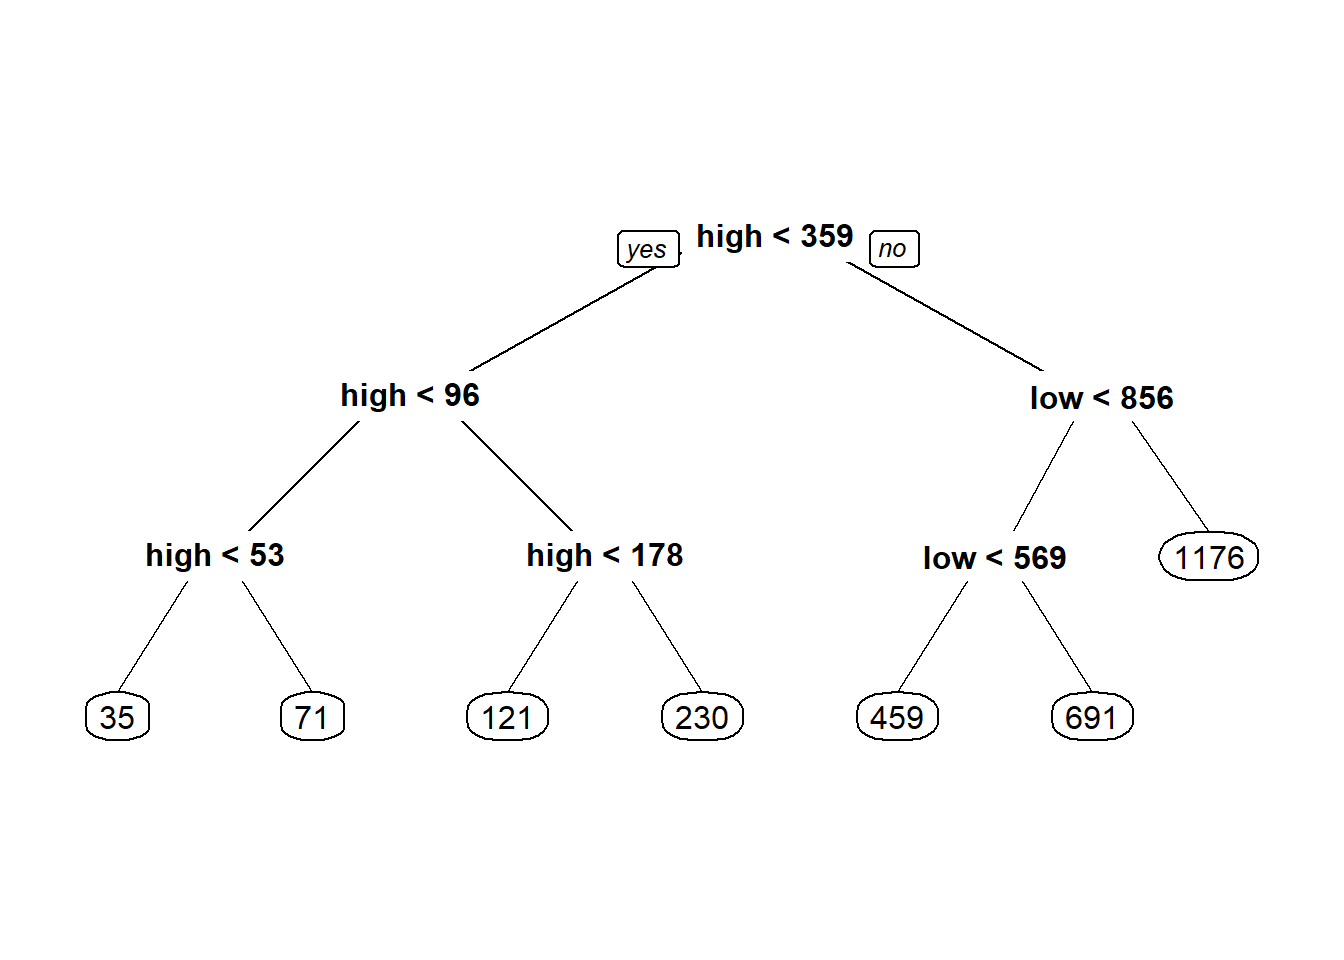 yes
high < 359
no
high < 96
low < 856
high < 53
high < 178
low < 569
1176
35
71
121
230
459
691